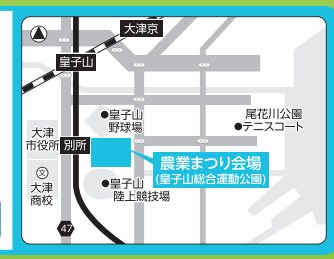 大津京
皇子山
●皇子山
野球場
尾花川公園
●テニスコート
大津
市役所
別所
農業まつり会場
(皇子山総合運動公園)
文
大津
商校
●皇子山
陸上競技場
47